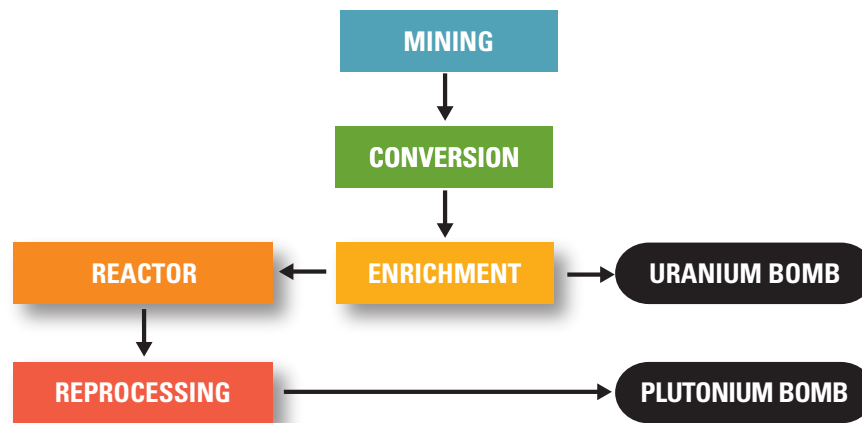 MINING
CONVERSION
REACTOR
ENRICHMENT
URANIUM BOMB
REPROCESSING
PLUTONIUM BOMB